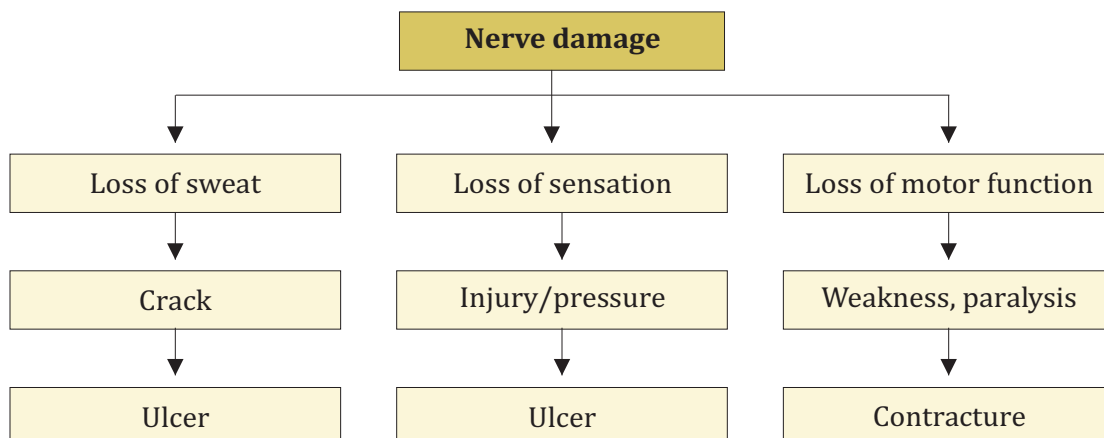 Nerve damage
Loss of sweat
Loss of sensation
Loss of motor function
Crack
Injury/pressure
Weakness, paralysis
Ulcer
Ulcer
Contracture